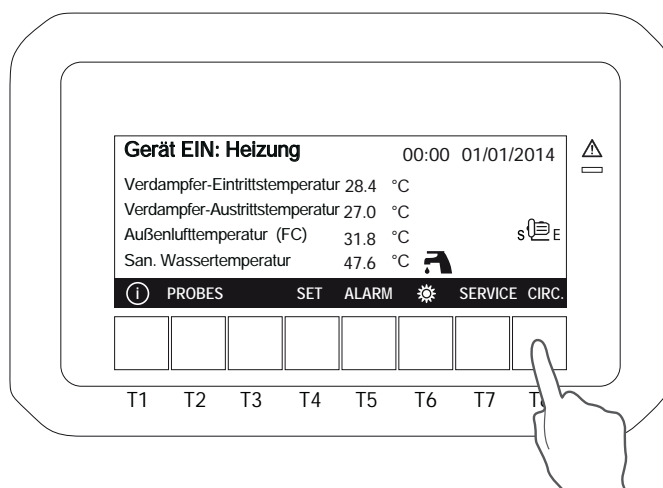 Gerät EIN: Heizung 00:00 01/01/2014
Verdampfer-Eintrittstemperatur 28.4 °C
Verdampfer-Austrittstemperatur 27.0 °C
Außenlufttemperatur (FC) 31.8 °C S E
San. Wassertemperatur 47.6 °C
i PROBES SET ALARM SERVICE CIRC.
T1 T2 T3 T4 T5 T6 T7